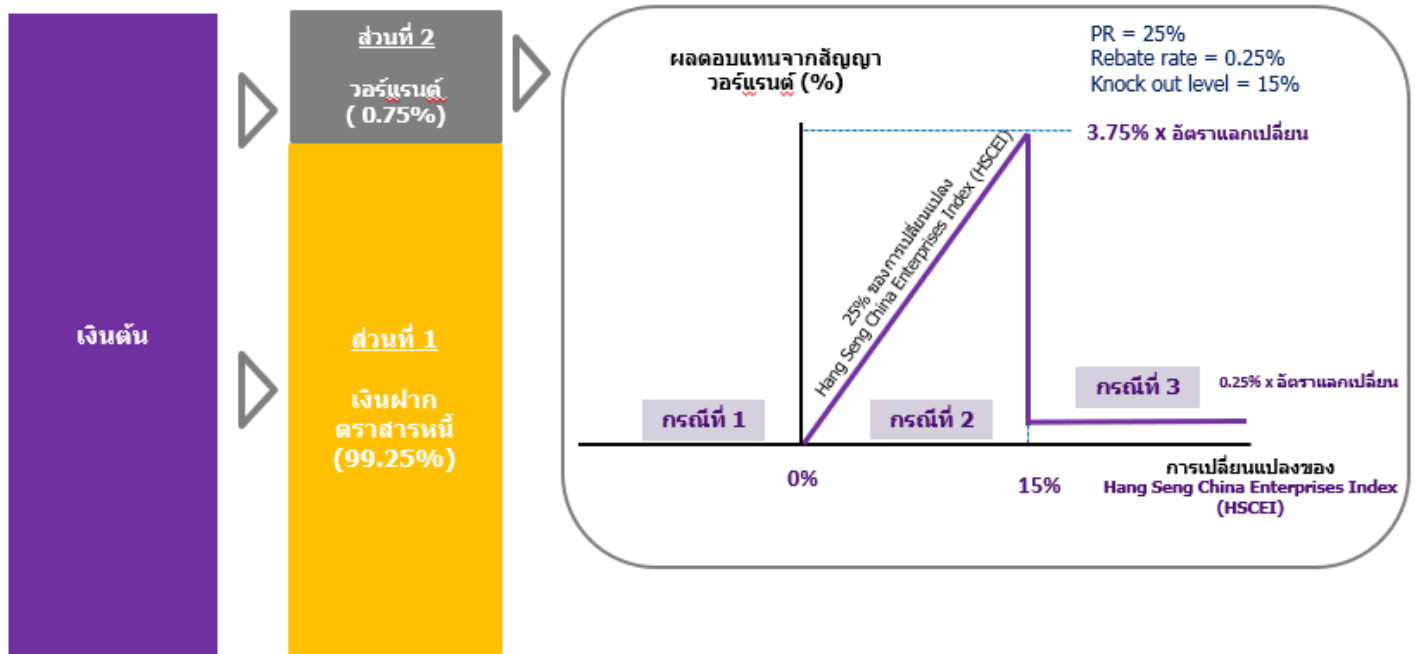 เงินต้น
ส่วนที่ 2
วอร์แรนต์
( 0.75%)
ส่วนที่ 1
เงินฝาก
ตราสารหนี้
(99.25%)
ผลตอบแทนจากสัญญา
วอร์แรนต์ (%)
PR = 25%
Rebate rate = 0.25%
Knock out level = 15%
3.75% x อัตราแลกเปลี่ยน
25% ของการเปลี่ยนแปลง
Hang Seng China Enterprises Index (HSCEI)
กรณีที่ 1
กรณีที่ 2
กรณีที่ 3
0.25% x อัตราแลกเปลี่ยน
0%
15%
การเปลี่ยนแปลงของ
Hang Seng China Enterprises Index
(HSCEI)